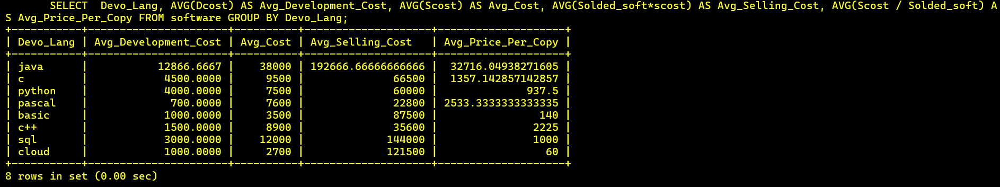 SELECT  Devo_Lang, AVG(Dcost) AS Avg_Development_Cost, AVG(Scost) AS Avg_Cost, AVG(Solded_soft*scost) AS Avg_Selling_Cost, AVG(Scost / Solded_soft) A
S Avg_Price_Per_Copy FROM software GROUP BY Devo_Lang;
+-----------+----------------------+----------+--------------------+--------------------+
| Devo_Lang | Avg_Development_Cost | Avg_Cost | Avg_Selling_Cost   | Avg_Price_Per_Copy |
+-----------+----------------------+----------+--------------------+--------------------+
| java      |           12866.6667 |    38000 | 192666.66666666666 |  32716.04938271605 |
| c         |            4500.0000 |     9500 |              66500 |  1357.142857142857 |
| python    |            4000.0000 |     7500 |              60000 |              937.5 |
| pascal    |             700.0000 |     7600 |              22800 | 2533.3333333333335 |
| basic     |            1000.0000 |     3500 |              87500 |                140 |
| c++       |            1500.0000 |     8900 |              35600 |               2225 |
| sql       |            3000.0000 |    12000 |             144000 |               1000 |
| cloud     |            1000.0000 |     2700 |             121500 |                 60 |
+-----------+----------------------+----------+--------------------+--------------------+
8 rows in set (0.00 sec)